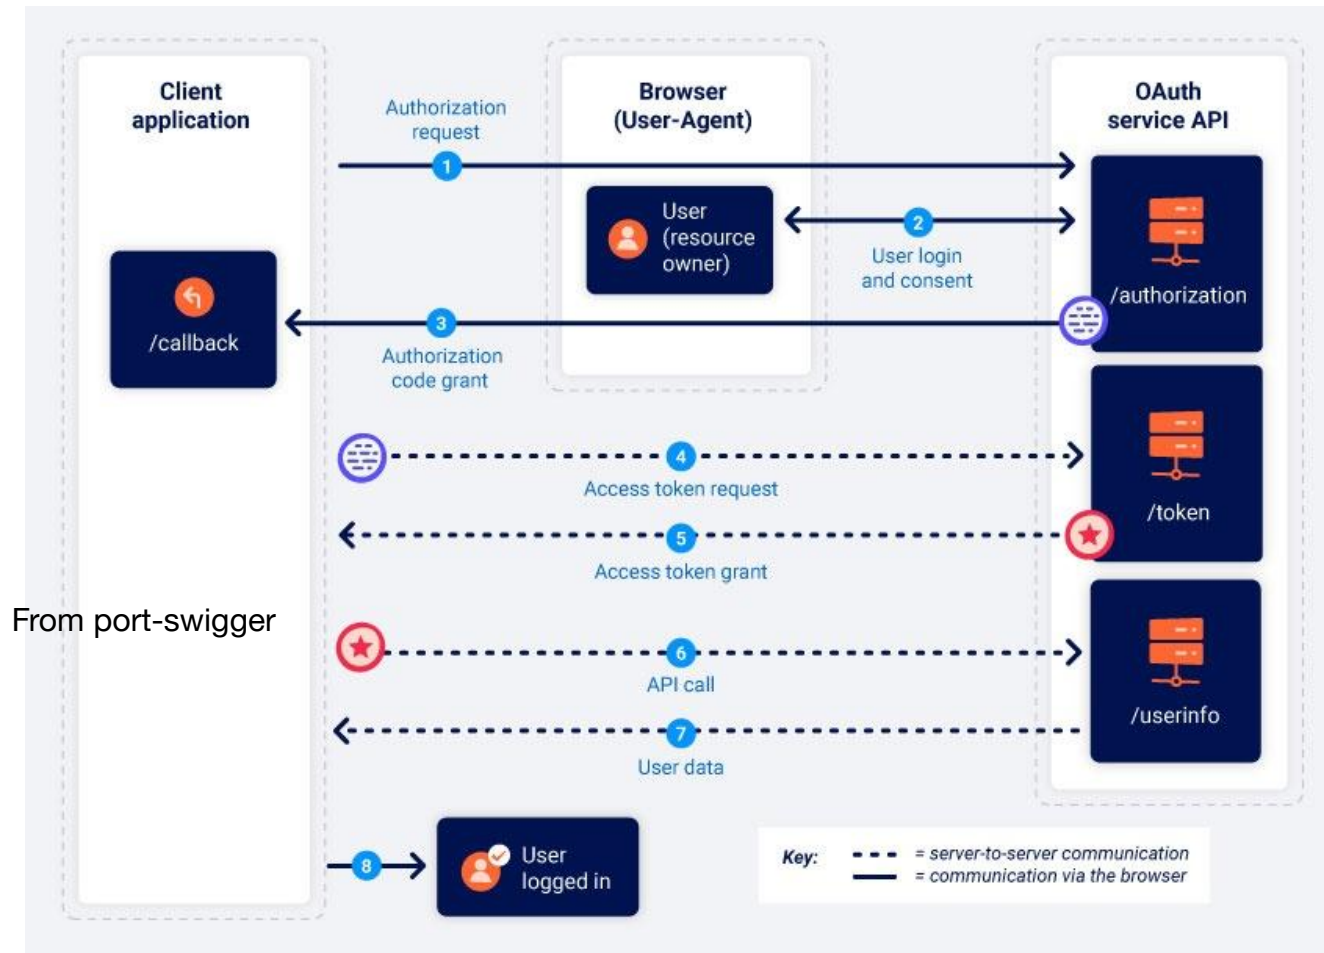 Client
application
Authorization
request
Browser
(User-Agent)
OAuth
service API
1
User
(resource
owner)
2
User login
and consent
/authorization
/callback
3
Authorization
code grant
4
Access token request
/token
5
Access token grant
From port-swigger
6
API call
/userinfo
7
User data
8
User
logged in
Key:
= server-to-server communication
= communication via the browser